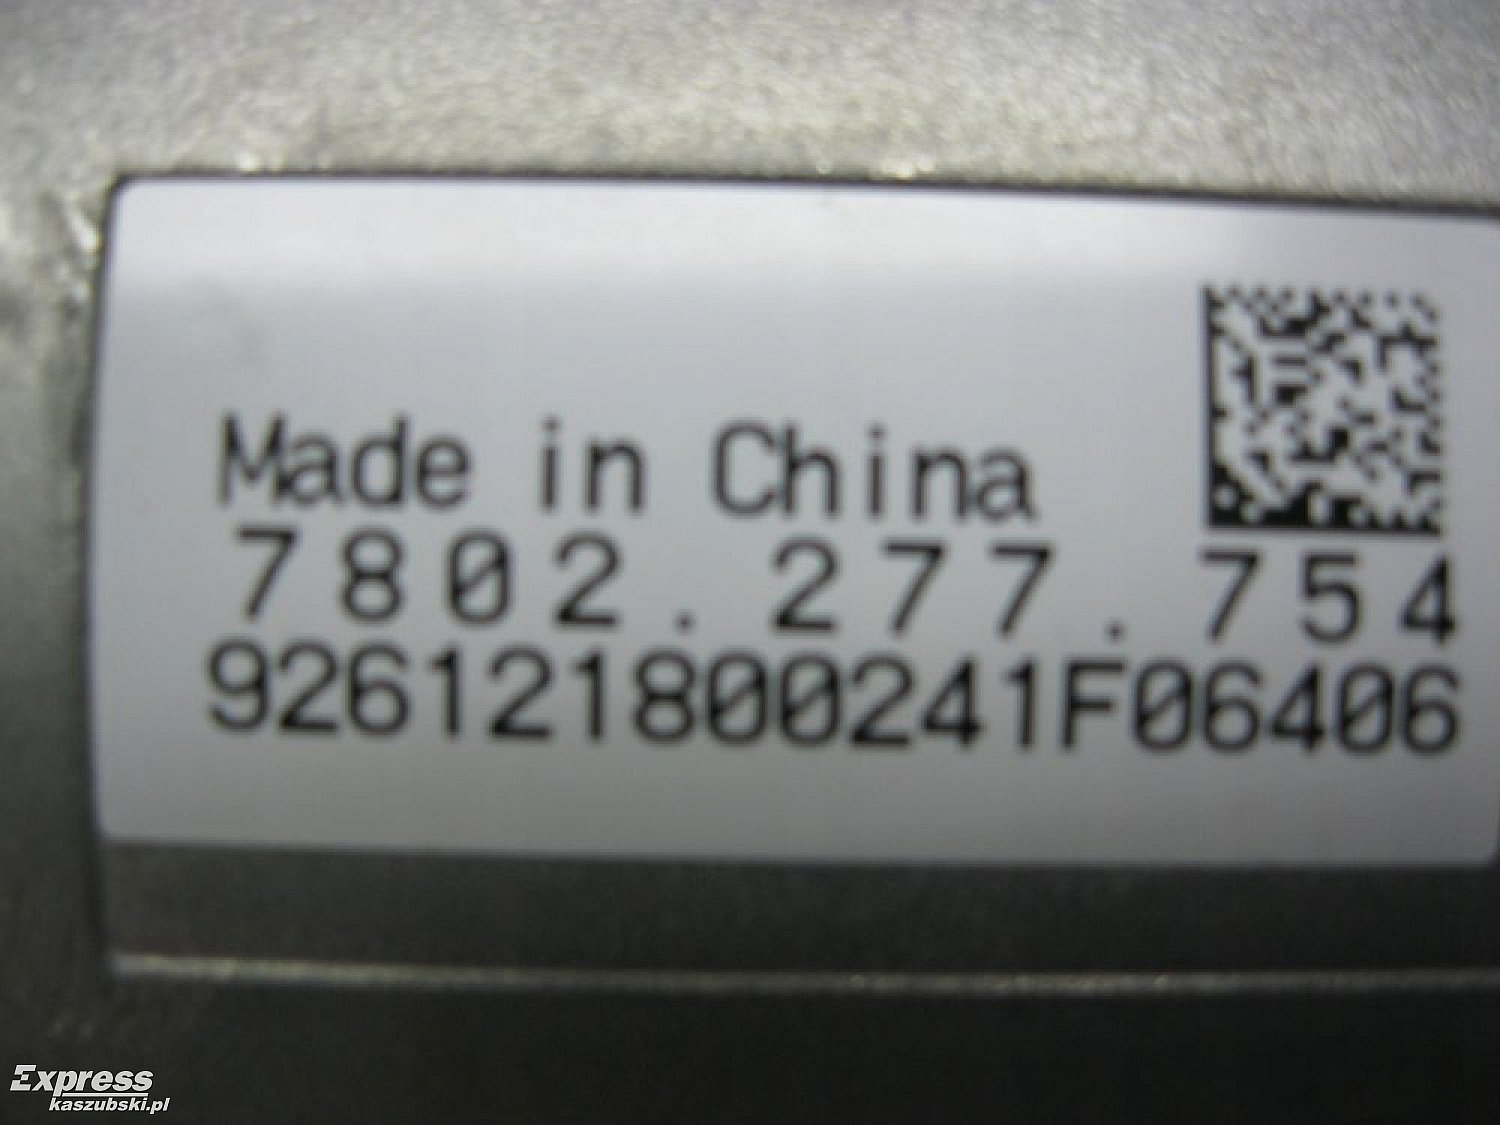 Made in China
7802.277.754
926121800241F06406
Express
kaszubski.pl